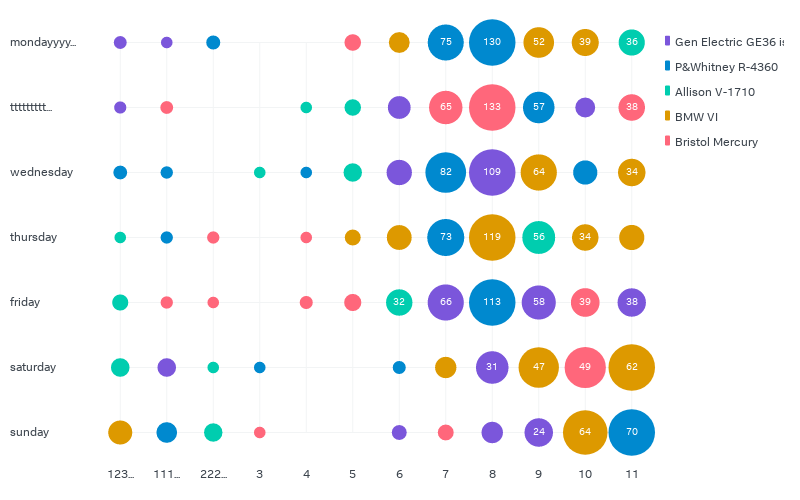 mondayyyy... 75 130 52 39 36
ttttttttt... 65 133 57 38
wednesday 82 109 64 34
thursday 73 119 56 34
friday 32 66 113 58 39 38
saturday 31 47 49 62
sunday 24 64 70
123... 111... 222... 3 4 5 6 7 8 9 10 11
Gen Electric GE36 is
P&Whitney R-4360
Allison V-1710
BMW VI
Bristol Mercury